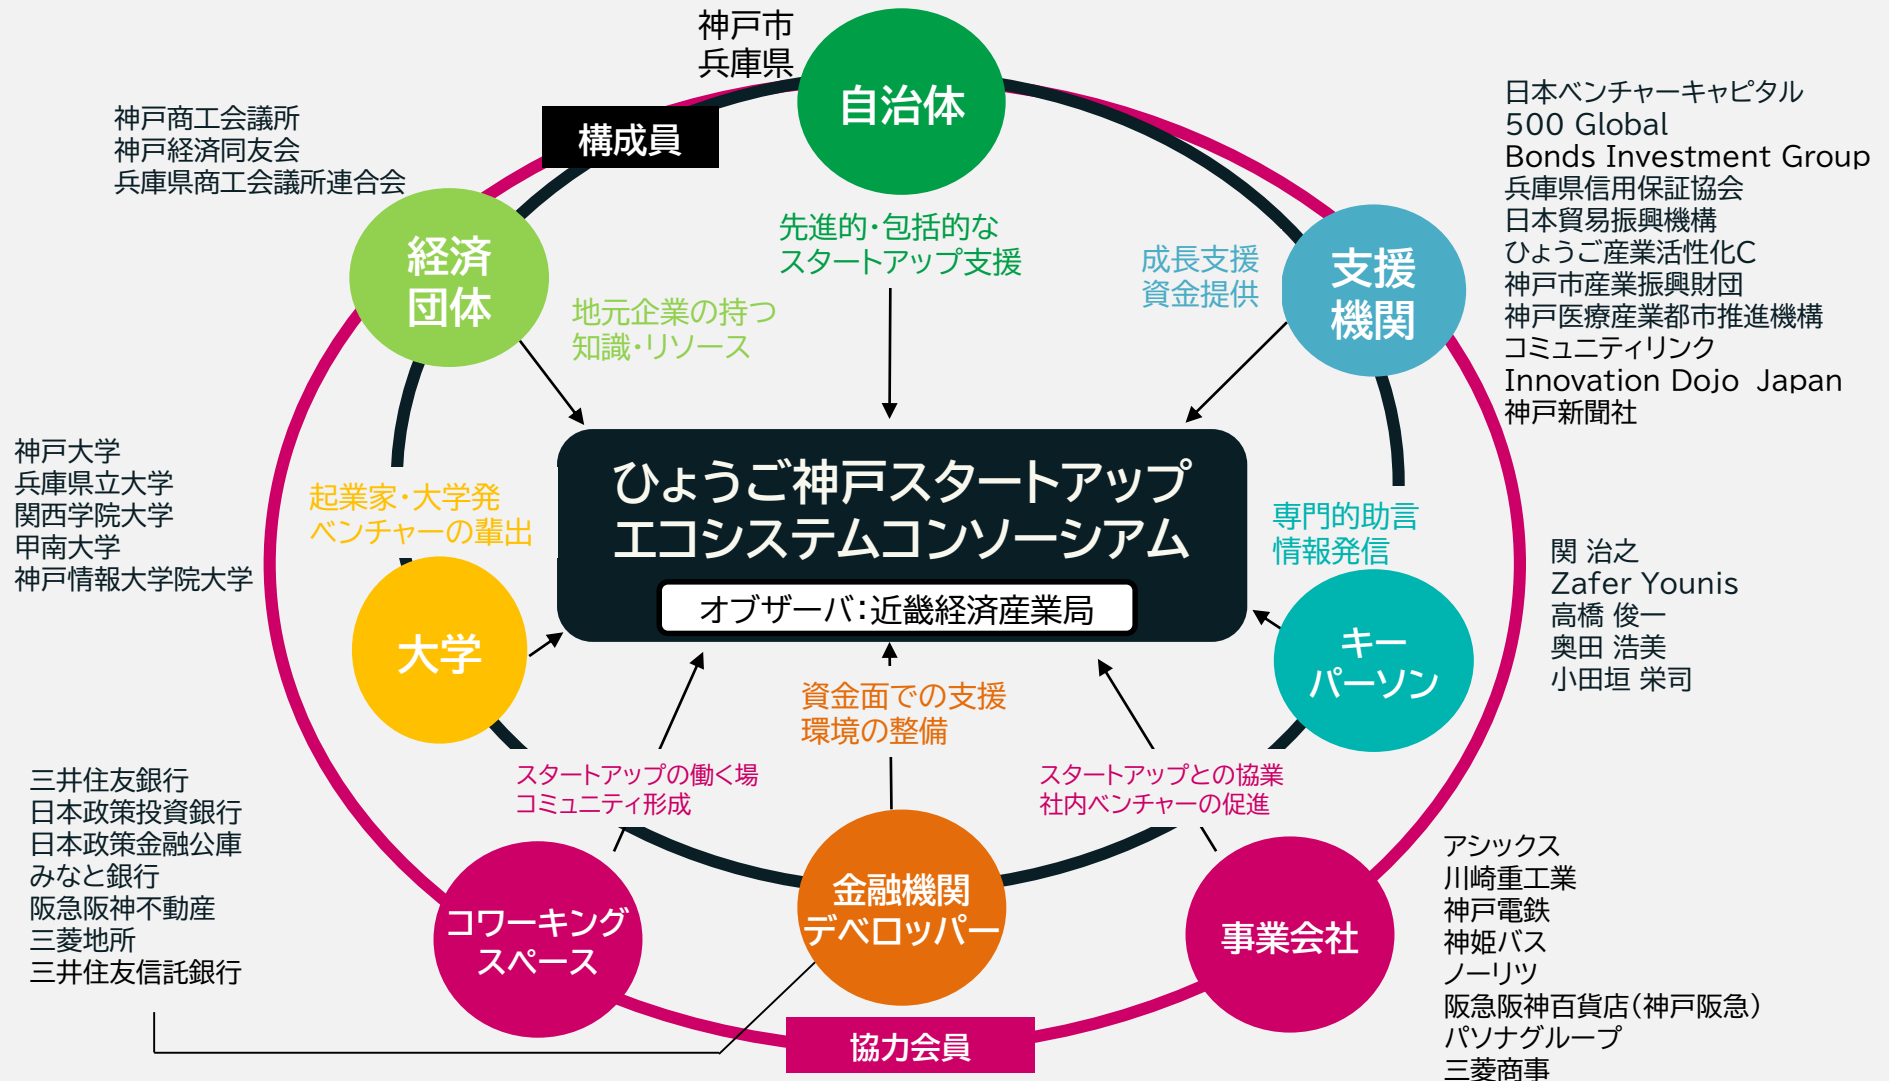 神戸市
兵庫県
自治体
構成員
神戸商工会議所
神戸経済同友会
兵庫県商工会議所連合会
経済
団体
先進的・包括的な
スタートアップ支援
地元企業の持つ
知識・リソース
成長支援
資金提供
支援
機関
日本ベンチャーキャピタル
500 Global
Bonds Investment Group
兵庫県信用保証協会
日本貿易振興機構
ひょうご産業活性化C
神戸市産業振興財団
神戸医療産業都市推進機構
コミュニティリンク
Innovation Dojo Japan
神戸新聞社
神戸大学
兵庫県立大学
関西学院大学
甲南大学
神戸情報大学院大学
起業家・大学発
ベンチャーの輩出
大学
ひょうご神戸スタートアップ
エコシステムコンソーシアム
オブザーバ：近畿経済産業局
専門的助言
情報発信
キー
パーソン
関 治之
Zafer Younis
高橋 俊一
奥田 浩美
小田垣 栄司
資金面での支援
環境の整備
スタートアップの働く場
コミュニティ形成
スタートアップとの協業
社内ベンチャーの促進
三井住友銀行
日本政策投資銀行
日本政策金融公庫
みなと銀行
阪急阪神不動産
三菱地所
三井住友信託銀行
コワーキング
スペース
金融機関
デベロッパー
事業会社
アシックス
川崎重工業
神戸電鉄
神姫バス
ノーリツ
阪急阪神百貨店（神戸阪急）
パソナグループ
三菱商事
協力会員